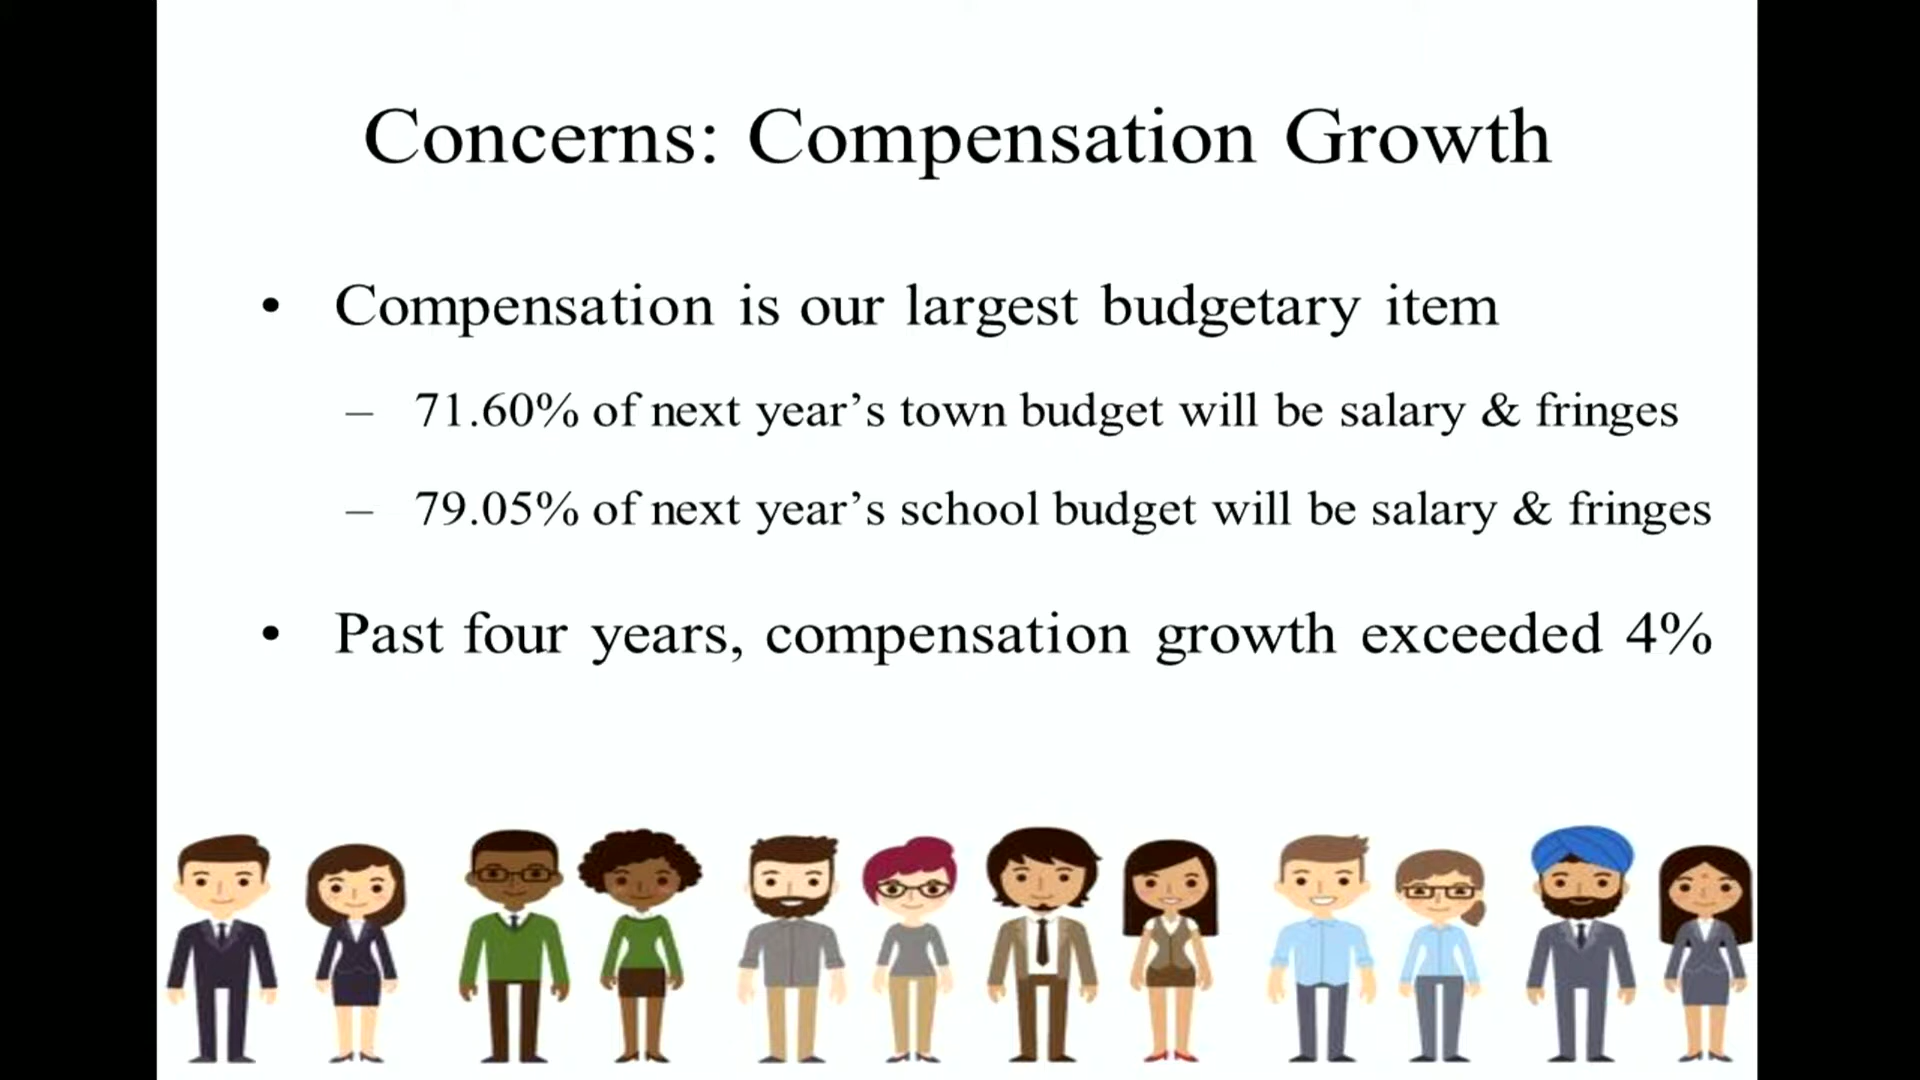 Concerns: Compensation Growth
• Compensation is our largest budgetary item
– 71.60% of next year’s town budget will be salary & fringes
– 79.05% of next year’s school budget will be salary & fringes
• Past four years, compensation growth exceeded 4%